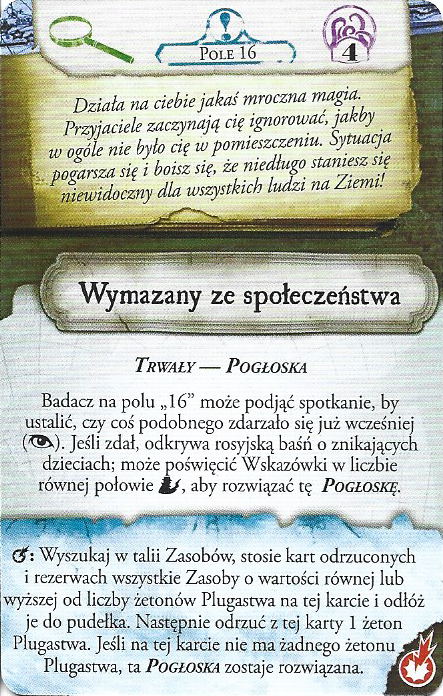 Pole 16
4
Działa na ciebie jakaś mroczna magia.
Przyjaciele zaczynają cię ignorować, jakby
w ogóle nie było cię w pomieszczeniu. Sytuacja
pogarsza się i boisz się, że niedługo staniesz się
niewidoczny dla wszystkich ludzi na Ziemi!
Wymazany ze społeczeństwa
Trwały — Pogłoska
Badacz na polu „16” może podjąć spotkanie, by
ustalić, czy coś podobnego zdarzało się już wcześniej
(). Jeśli zdał, odkrywa rosyjską baśń o znikających
dzieciach; może poświęcić Wskazówki w liczbie
równej połowie , aby rozwiązać tę Pogłoskę.
: Wyszukaj w talii Zasobów, stosie kart odrzuconych
i rezerwach wszystkie Zasoby o wartości równej lub
wyższej od liczby żetonów Plugastwa na tej karcie i odłóż
je do pudełka. Następnie odrzuć z tej karty 1 żeton
Plugastwa. Jeśli na tej karcie nie ma żadnego żetonu
Plugastwa, ta Pogłoska zostaje rozwiązana.